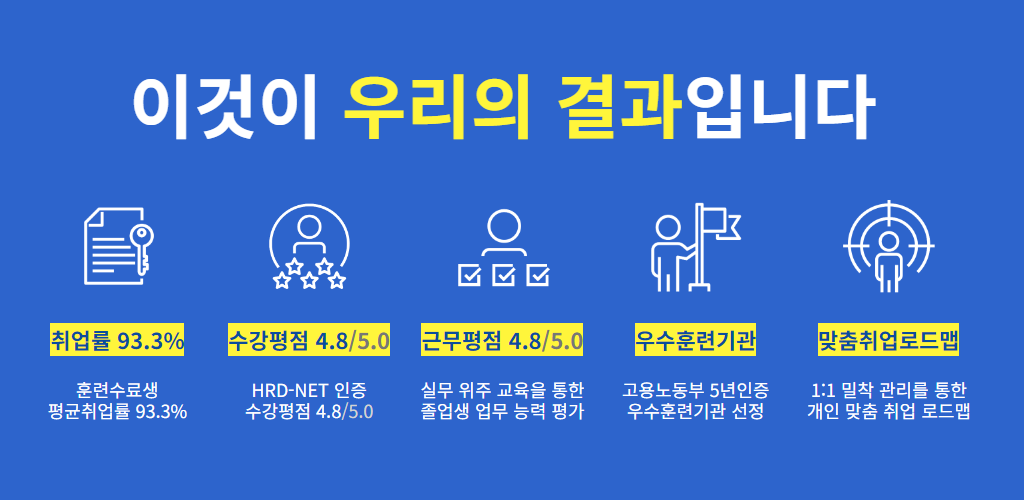 이것이 우리의 결과입니다
취업률 93.3%
훈련수료생
평균취업률 93.3%
수강평점 4.8/5.0
HRD-NET 인증
수강평점 4.8/5.0
근무평점 4.8/5.0
실무 위주 교육을 통한
졸업생 업무 능력 평가
우수훈련기관
고용노동부 5년인증
우수훈련기관 선정
맞춤취업로드맵
1:1 밀착 관리를 통한
개인 맞춤 취업 로드맵